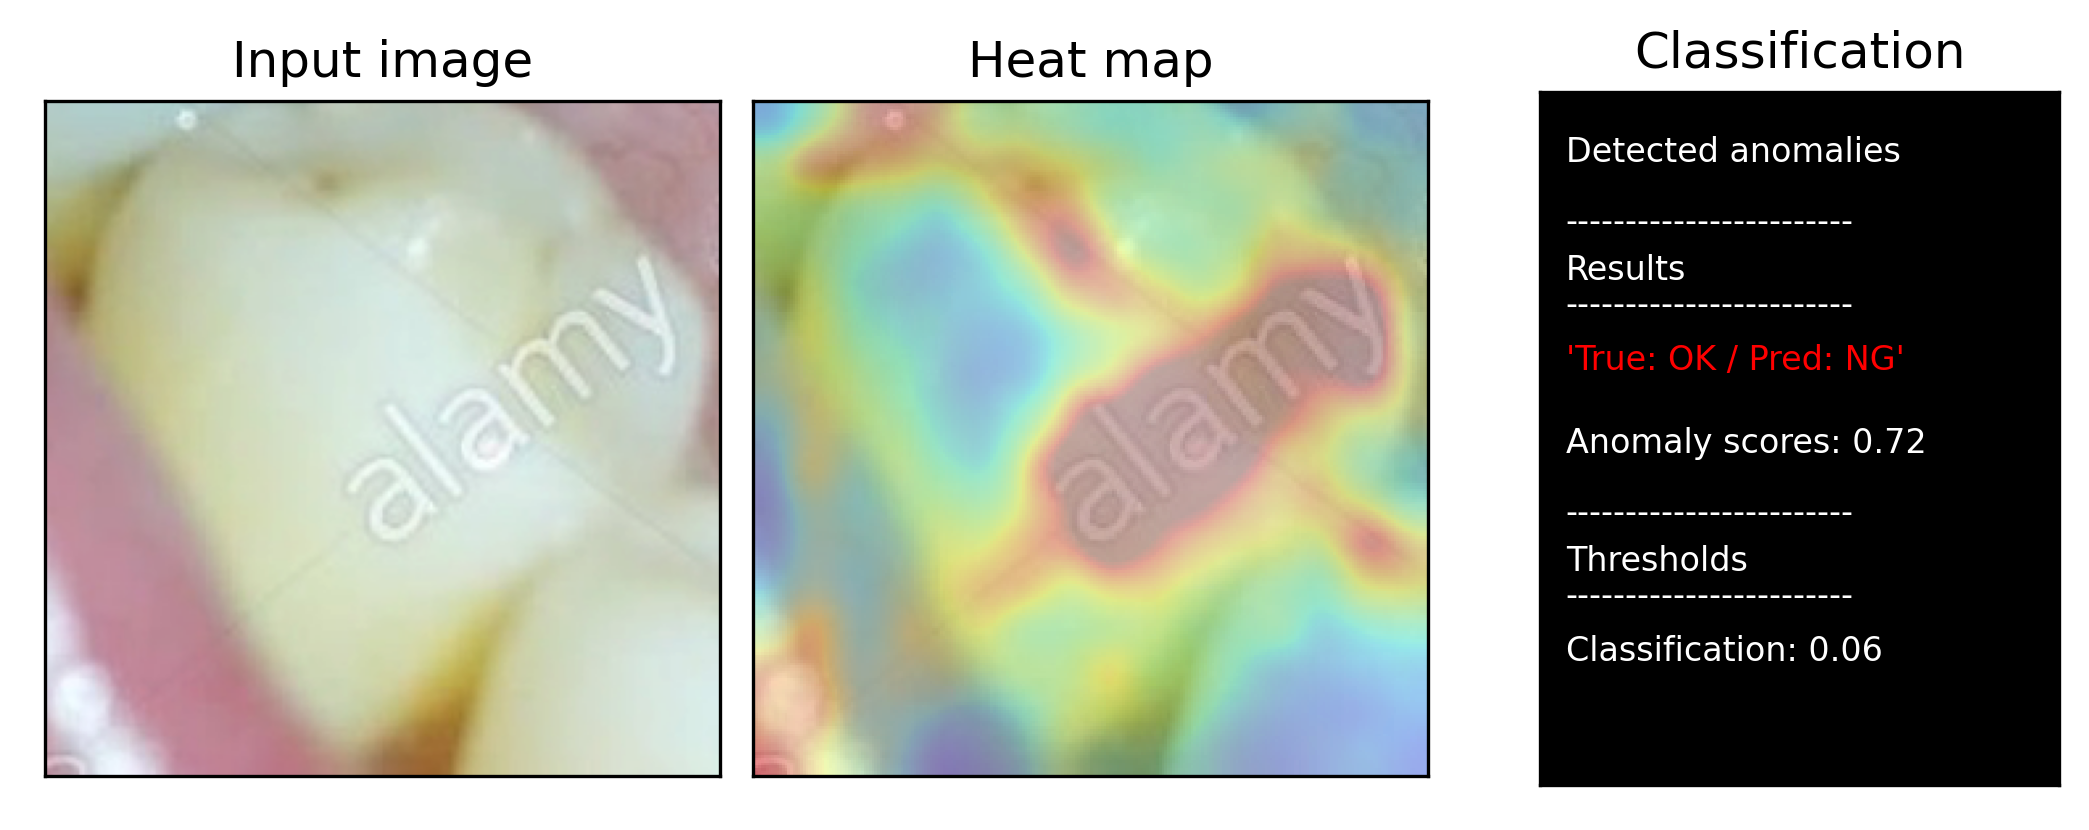 Input image
Heat map
Classification
alamy
alamy
Detected anomalies
------------------------
Results
------------------------
'True: OK / Pred: NG'
Anomaly scores: 0.72
------------------------
Thresholds
------------------------
Classification: 0.06